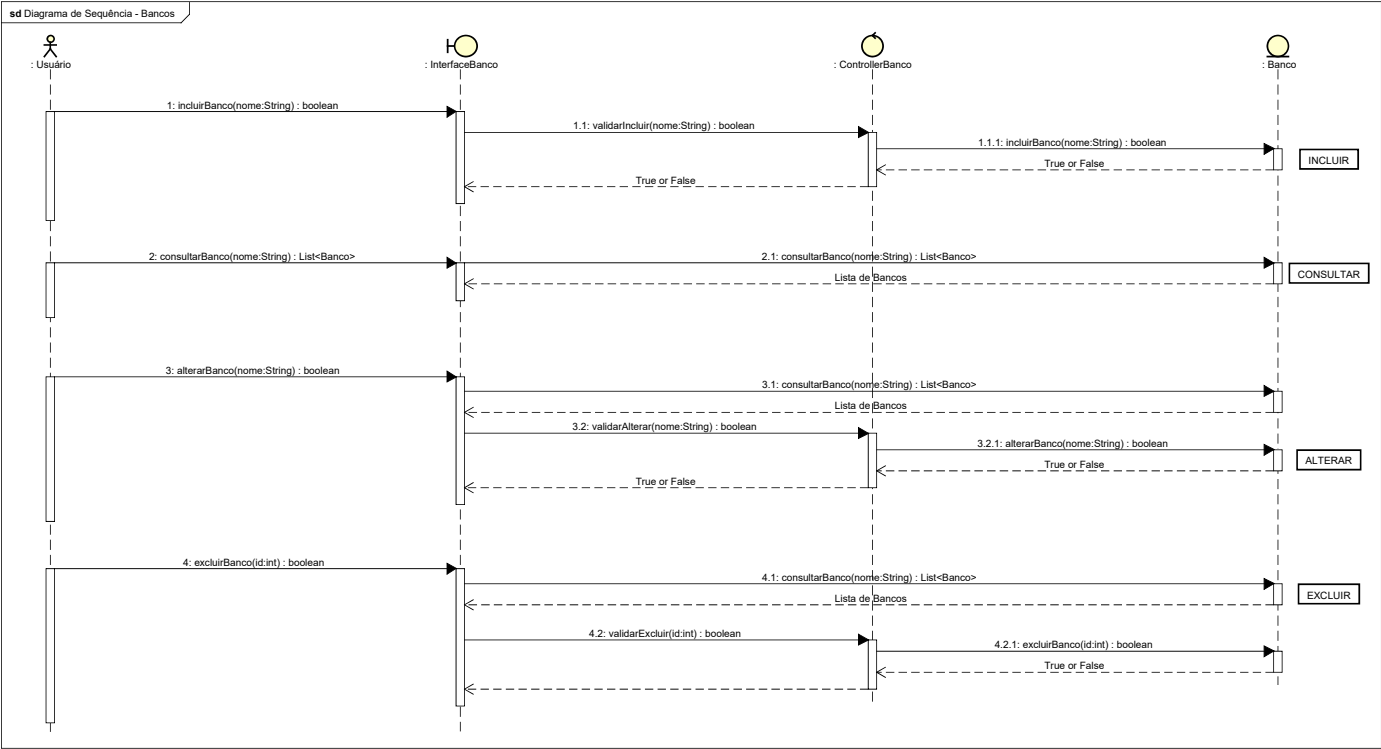 sd Diagrama de Sequência - Bancos
: Usuário
: InterfaceBanco
: ControllerBanco
: Banco
1: incluirBanco(nome:String) : boolean
1.1: validarIncluir(nome:String) : boolean
1.1.1: incluirBanco(nome:String) : boolean
True or False
True or False
INCLUIR
2: consultarBanco(nome:String) : List<Banco>
2.1: consultarBanco(nome:String) : List<Banco>
Lista de Bancos
CONSULTAR
3: alterarBanco(nome:String) : boolean
3.1: consultarBanco(nome:String) : List<Banco>
Lista de Bancos
3.2: validarAlterar(nome:String) : boolean
3.2.1: alterarBanco(nome:String) : boolean
True or False
True or False
ALTERAR
4: excluirBanco(id:int) : boolean
4.1: consultarBanco(nome:String) : List<Banco>
Lista de Bancos
EXCLUIR
4.2: validarExcluir(id:int) : boolean
4.2.1: excluirBanco(id:int) : boolean
True or False